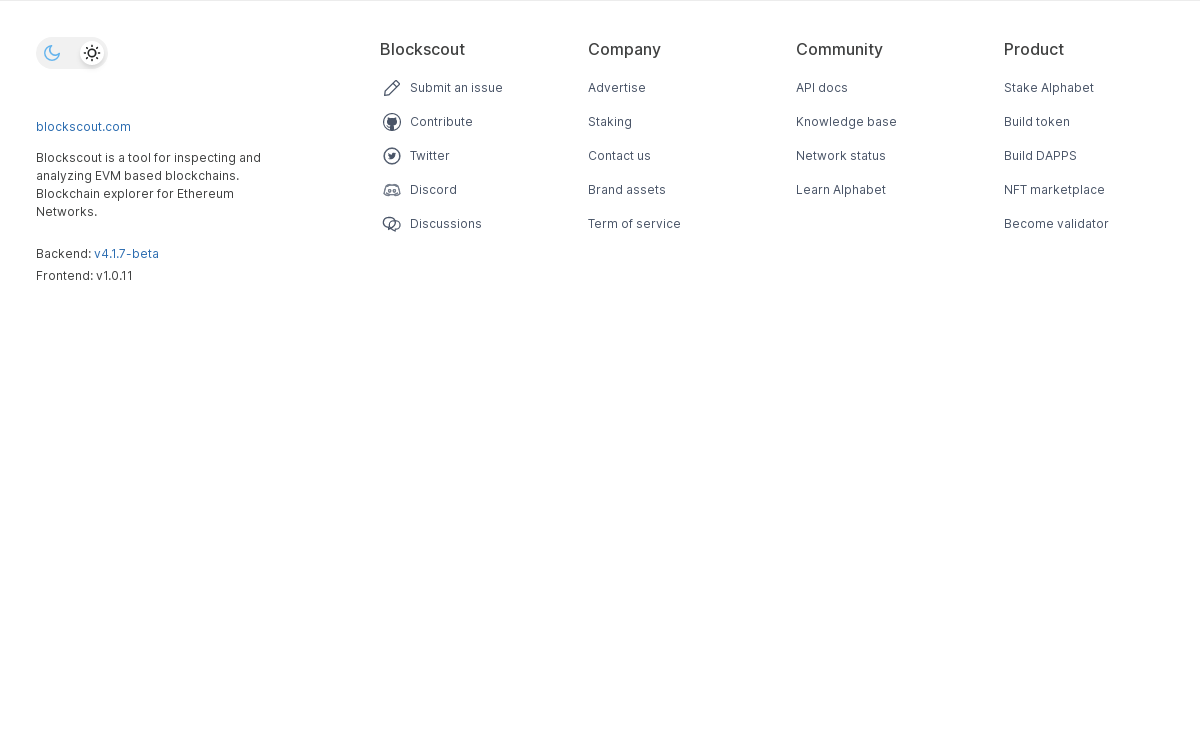 blockscout.com
Blockscout is a tool for inspecting and
analyzing EVM based blockchains.
Blockchain explorer for Ethereum
Networks.
Backend: v4.1.7-beta
Frontend: v1.0.11
Blockscout
Submit an issue
Contribute
Twitter
Discord
Discussions
Company
Advertise
Staking
Contact us
Brand assets
Term of service
Community
API docs
Knowledge base
Network status
Learn Alphabet
Product
Stake Alphabet
Build token
Build DAPPS
NFT marketplace
Become validator